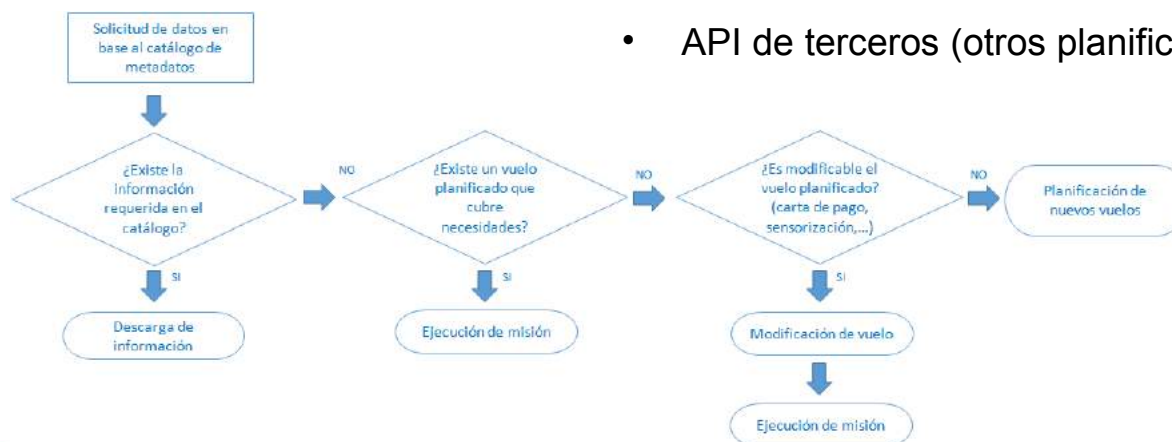 Solicitud de datos en
base al catálogo de
metadatos
• API de terceros (otros planific
¿Existe la
información
requerida en el
catálogo?
NO
SI
Descarga de
información
¿Existe un vuelo
planificado que
cubre
necesidades?
NO
SI
Ejecución de misión
¿Es modificable el
vuelo planificado?
(carta de pago,
sensorización,...)
NO
SI
Modificación de vuelo
Ejecución de misión
Planificación de
nuevos vuelos